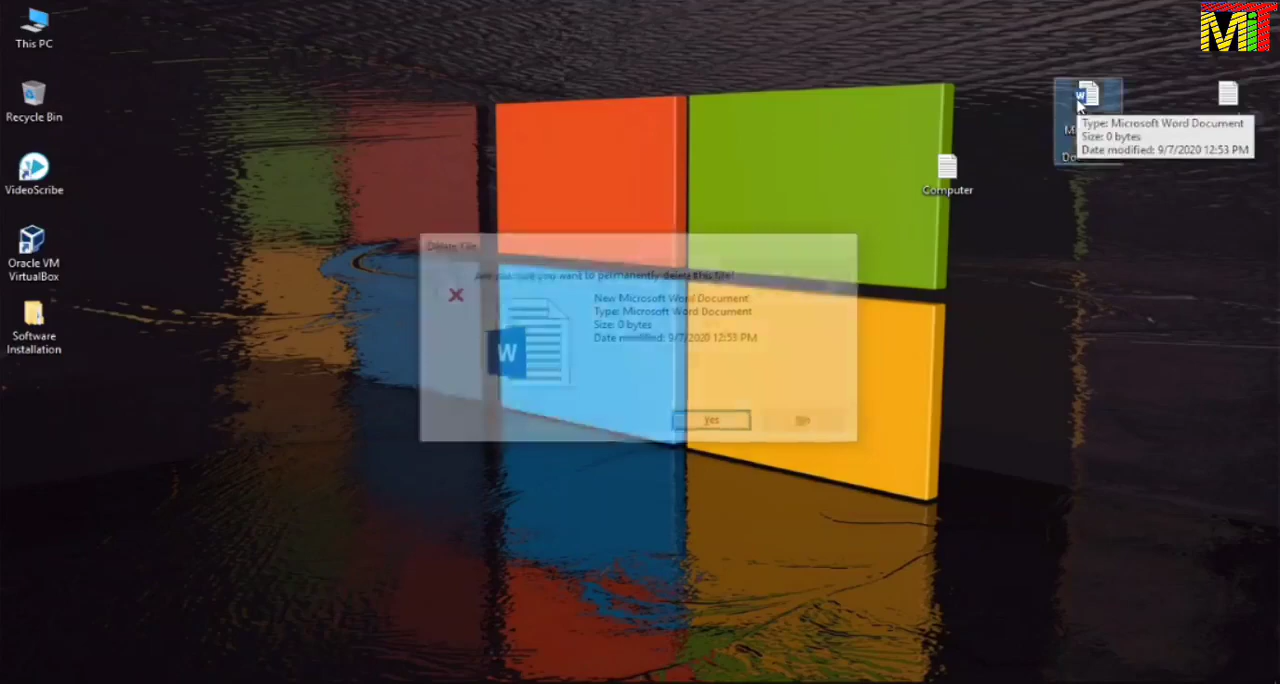 This PC
Recycle Bin
VideoScribe
Oracle VM
VirtualBox
Software
Installation
MiT
Type: Microsoft Word Document
Size: 0 bytes
Date modified: 9/7/2020 12:53 PM
Computer
Delete File
Are you sure you want to permanently delete this file?
New Microsoft Word Document
Type: Microsoft Word Document
Size: 0 bytes
Date modified: 9/7/2020 12:53 PM
W
Yes
No